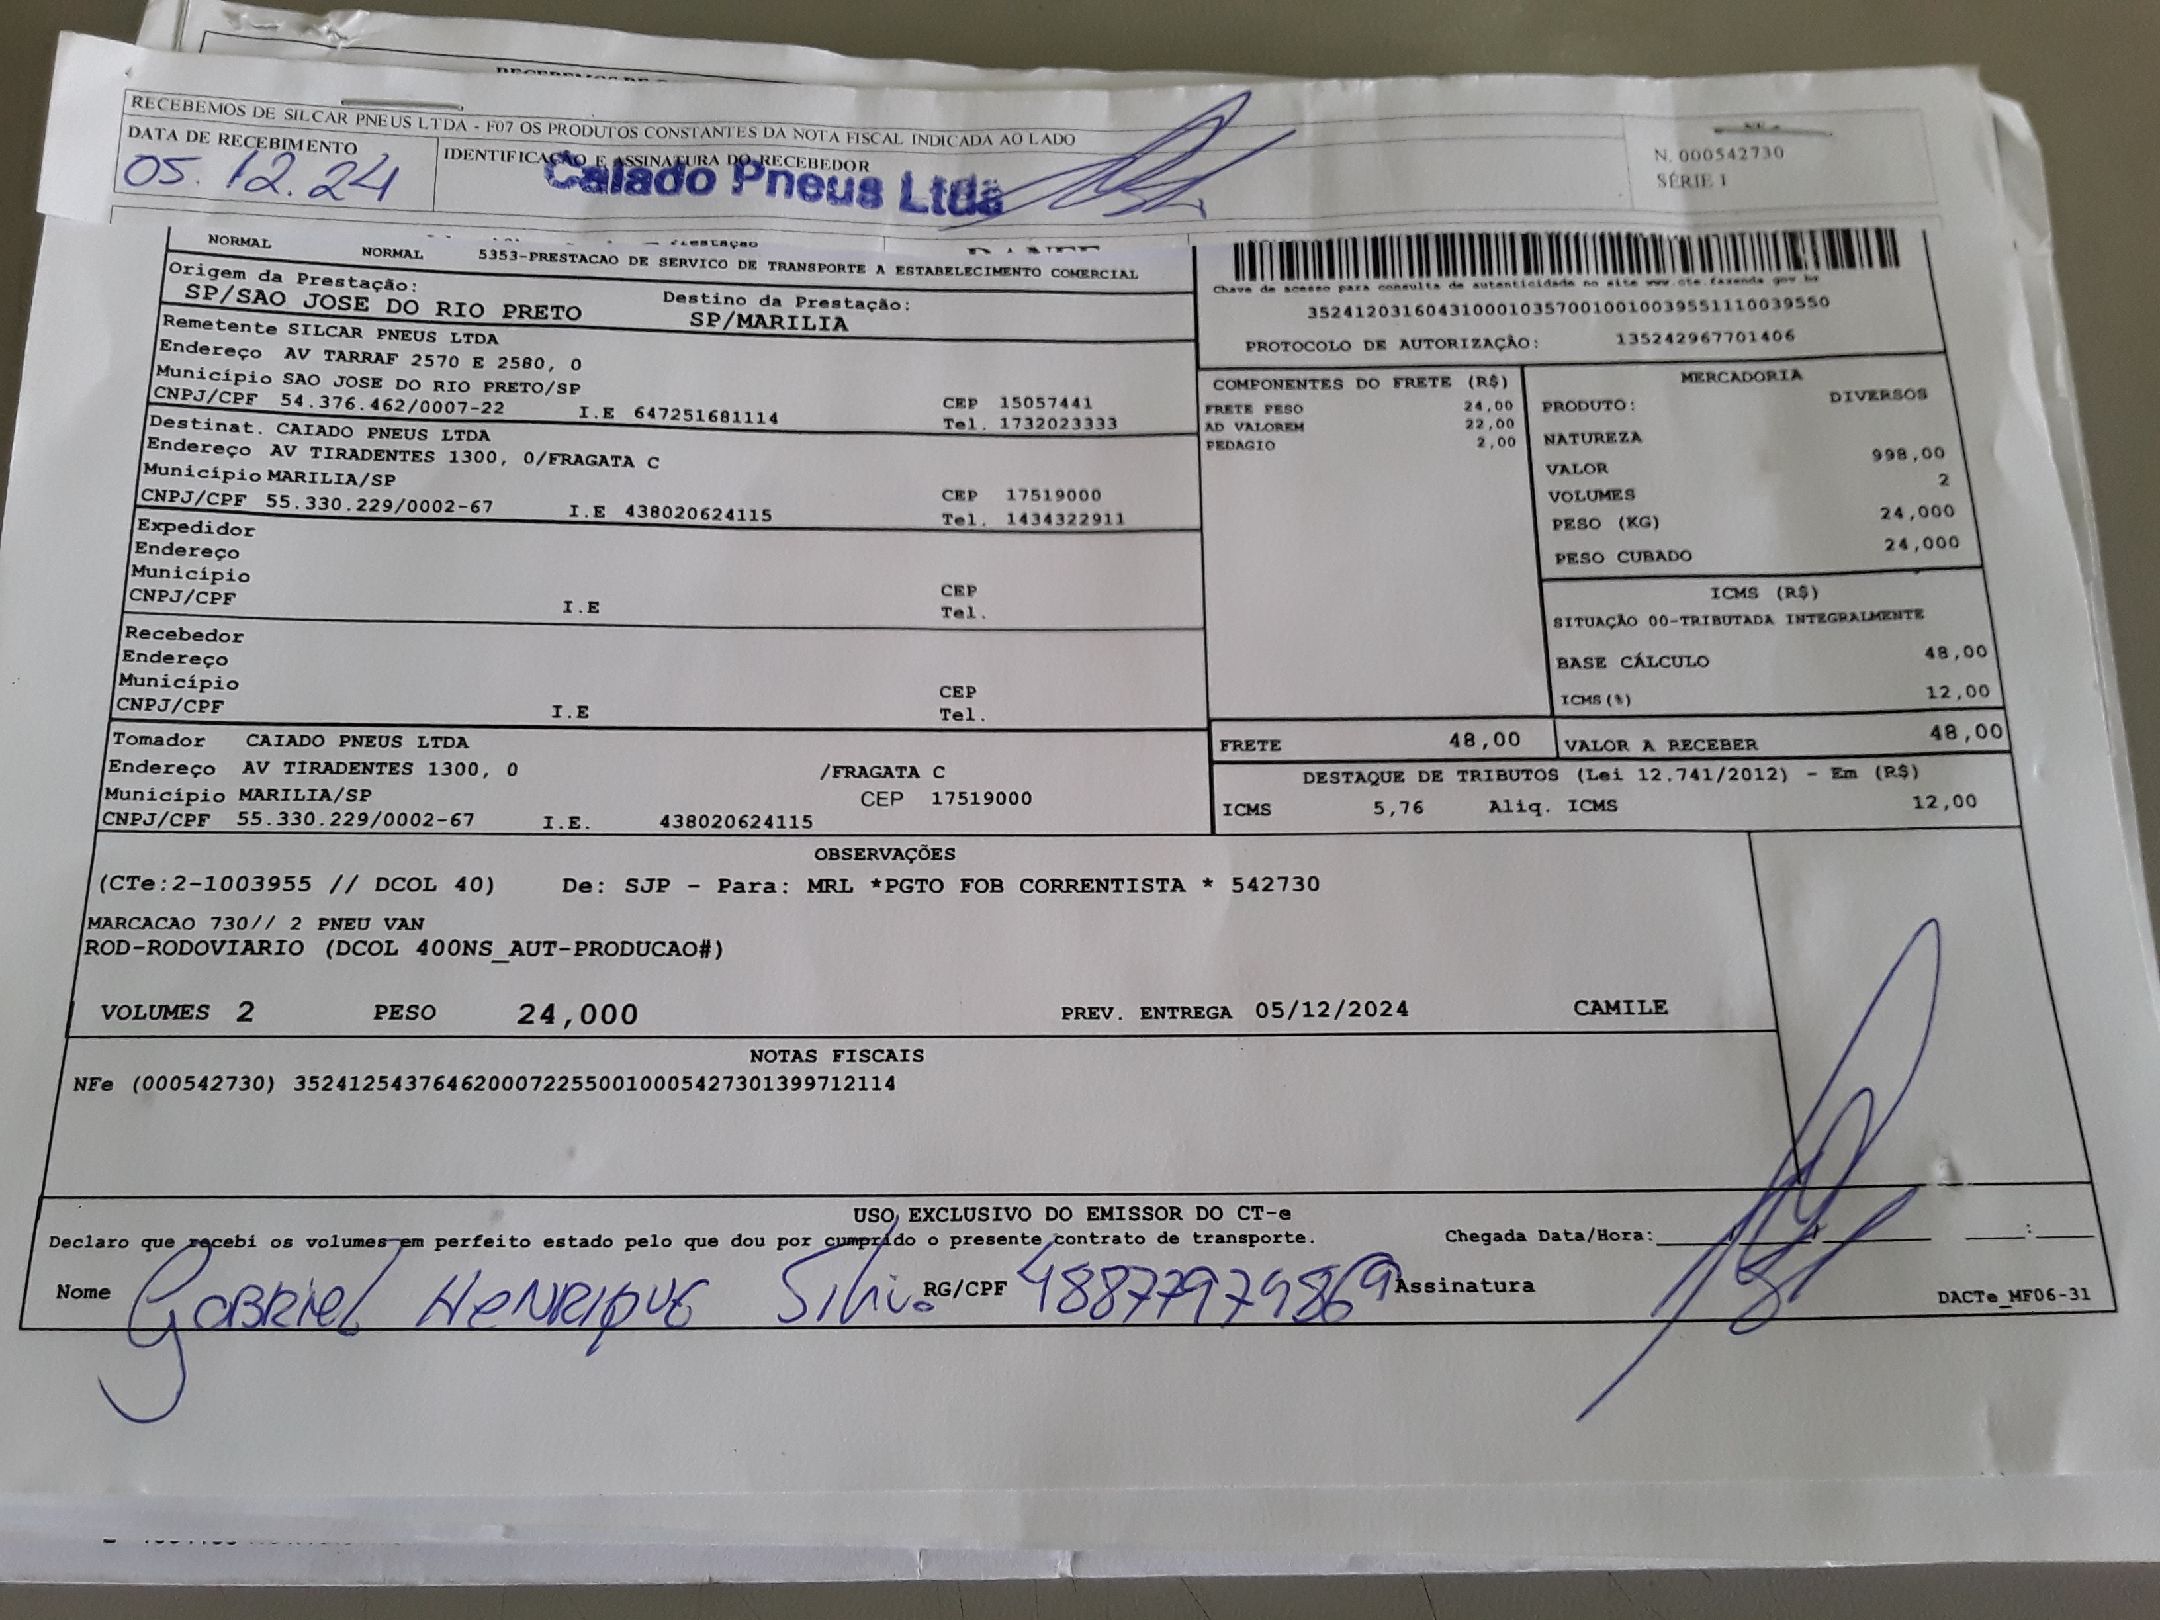 RECEBEMOS DE SILCAR PNEUS LTDA - F07 OS PRODUTOS CONSTANTES DA NOTA FISCAL INDICADA AO LADO
DATA DE RECEBIMENTO
05.12.24
IDENTIFICAÇÃO E ASSINATURA DO RECEBEDOR
Caiado Pneus Ltda
N. 000542730
SÉRIE 1
NORMAL NORMAL 5353-PRESTACAO DE SERVICO DE TRANSPORTE A ESTABELECIMENTO COMERCIAL
Origem da Prestação:
SP/SAO JOSE DO RIO PRETO
Destino da Prestação:
SP/MARILIA
Remetente SILCAR PNEUS LTDA
Endereço AV TARRAF 2570 E 2580, 0
Município SAO JOSE DO RIO PRETO/SP
CEP 15057441
CNPJ/CPF 54.376.462/0007-22 I.E 647251681114 Tel. 1732023333
Destinat. CAIADO PNEUS LTDA
Endereço AV TIRADENTES 1300, 0/FRAGATA C
Município MARILIA/SP
CEP 17519000
CNPJ/CPF 55.330.229/0002-67 I.E 438020624115 Tel. 1434322911
Expedidor
Endereço
Município
CEP
CNPJ/CPF I.E Tel.
Recebedor
Endereço
Município
CEP
CNPJ/CPF I.E Tel.
Tomador CAIADO PNEUS LTDA
Endereço AV TIRADENTES 1300, 0 /FRAGATA C
Município MARILIA/SP CEP 17519000
CNPJ/CPF 55.330.229/0002-67 I.E. 438020624115
Chave de acesso para consulta de autenticidade no site www.cte.fazenda.gov.br
35241203160431000103570010010039551110039550
PROTOCOLO DE AUTORIZAÇÃO: 135242967701406
COMPONENTES DO FRETE (R$)
FRETE PESO 24,00
AD VALOREM 22,00
PEDAGIO 2,00
MERCADORIA
PRODUTO: DIVERSOS
NATUREZA
VALOR 998,00
VOLUMES 2
PESO (KG) 24,000
PESO CUBADO 24,000
ICMS (R$)
SITUAÇÃO 00-TRIBUTADA INTEGRALMENTE
BASE CÁLCULO 48,00
ICMS(%) 12,00
FRETE 48,00 VALOR A RECEBER 48,00
DESTAQUE DE TRIBUTOS (Lei 12.741/2012) - Em (R$)
ICMS 5,76 Aliq. ICMS 12,00
OBSERVAÇÕES
(CTe:2-1003955 // DCOL 40) De: SJP - Para: MRL *PGTO FOB CORRENTISTA * 542730
MARCACAO 730// 2 PNEU VAN
ROD-RODOVIARIO (DCOL 400NS_AUT-PRODUCAO#)
VOLUMES 2 PESO 24,000 PREV. ENTREGA 05/12/2024 CAMILE
NOTAS FISCAIS
NFe (000542730) 35241254376462000722550010005427301399712114
USO EXCLUSIVO DO EMISSOR DO CT-e
Declaro que recebi os volumes em perfeito estado pelo que dou por cumprido o presente contrato de transporte. Chegada Data/Hora:
Nome Gabriel Henrique Silva RG/CPF 48877979869 Assinatura
DACTe_MF06-31